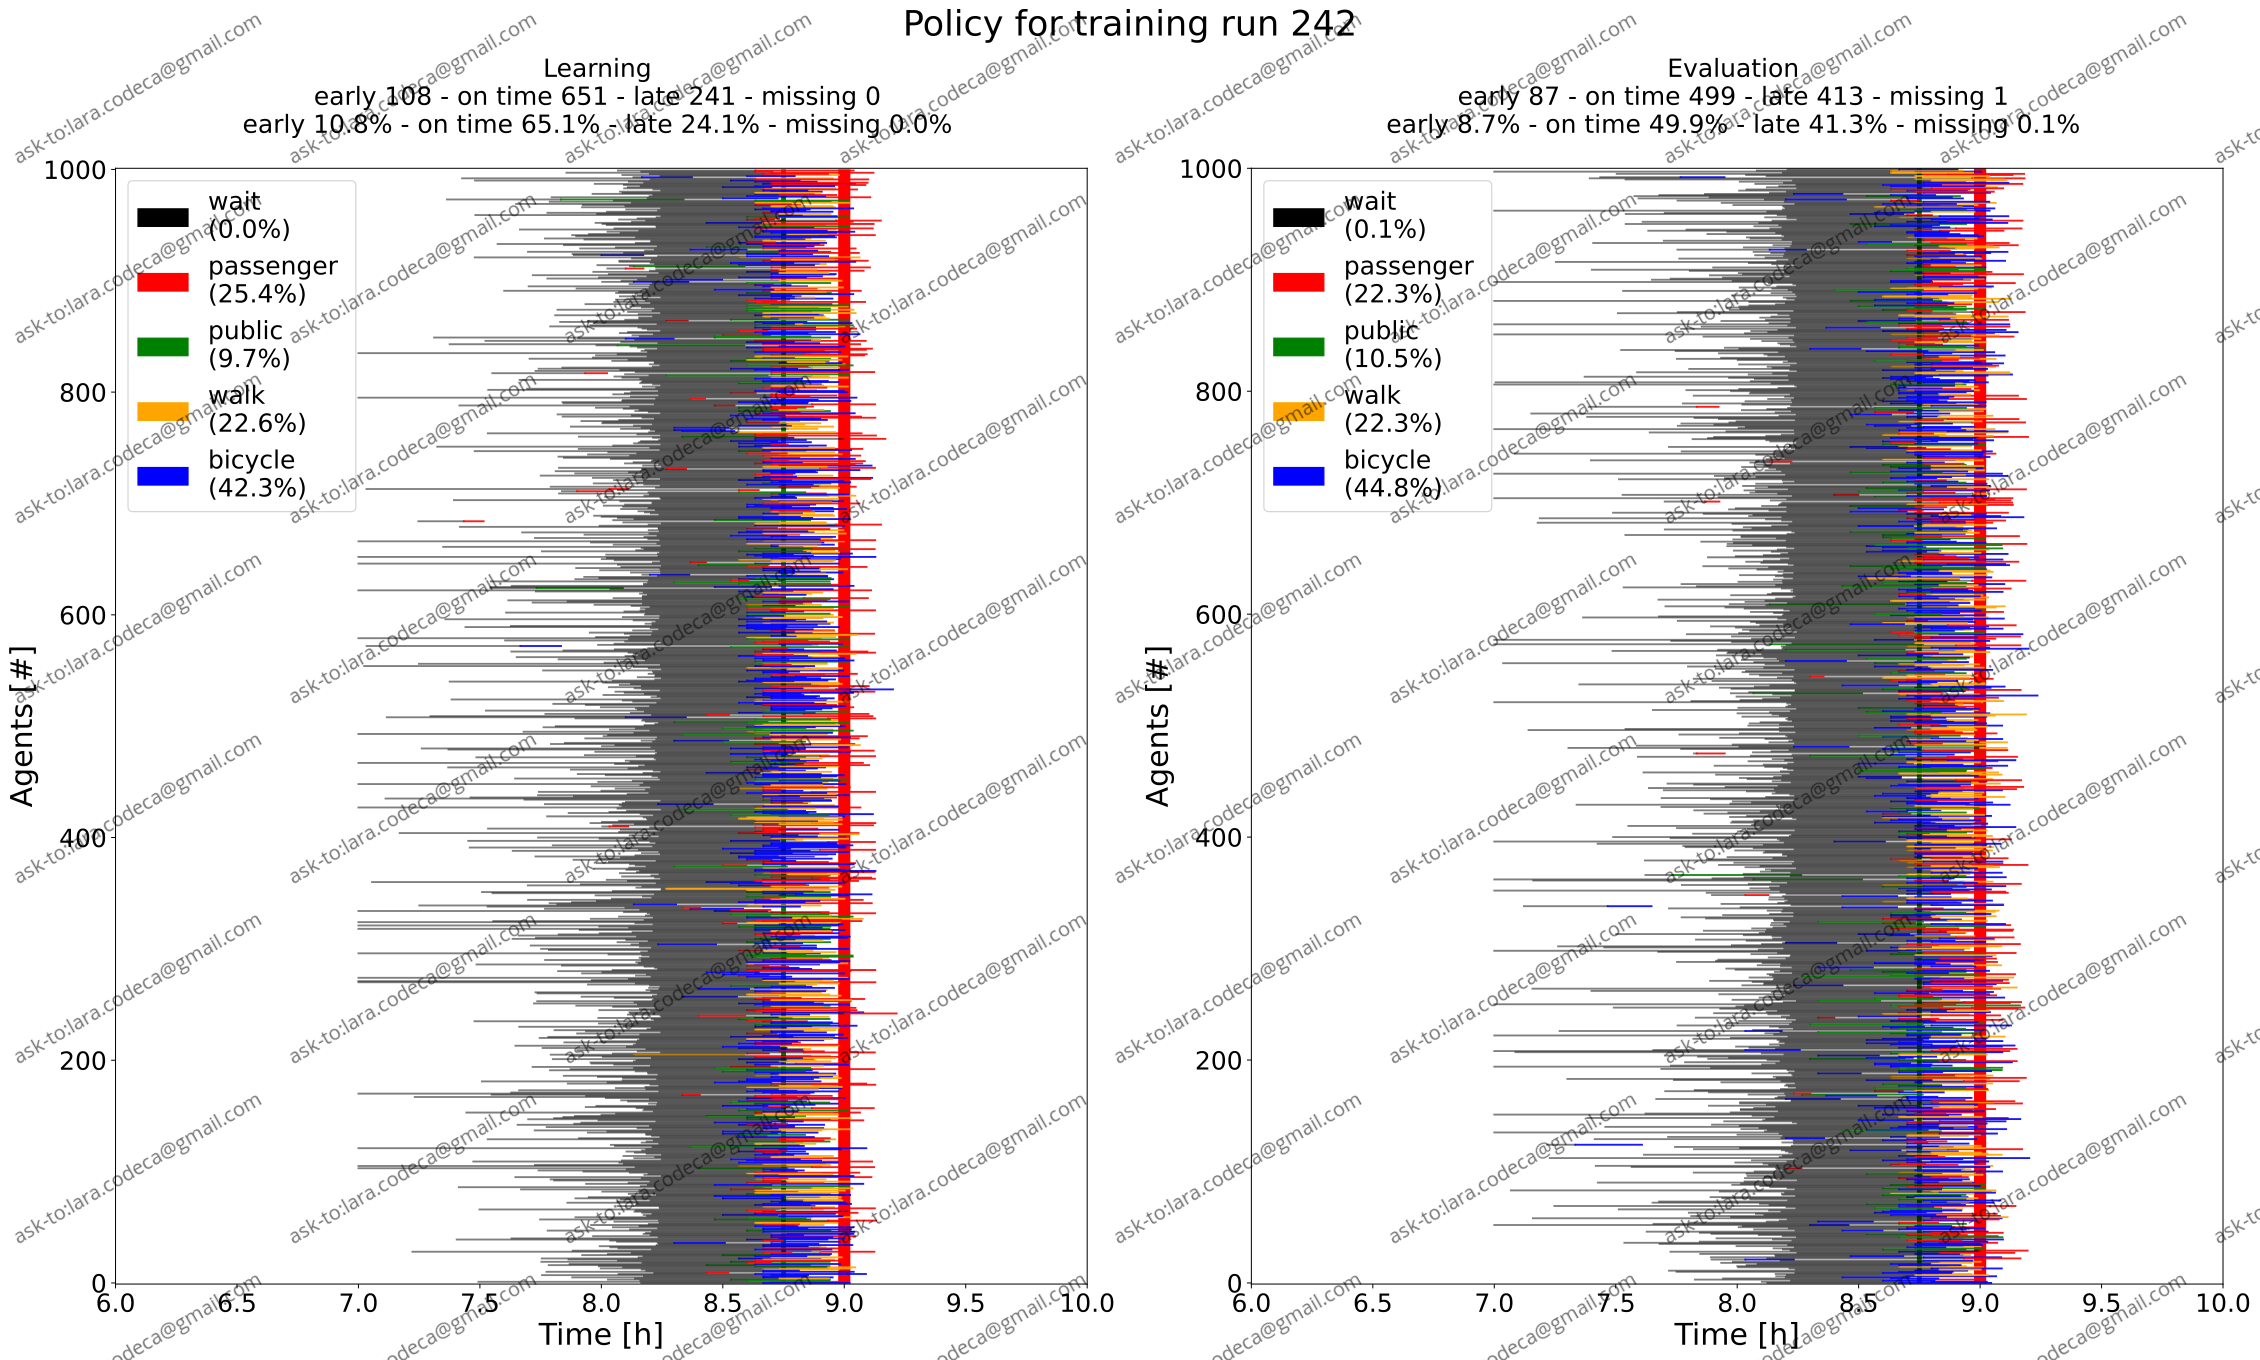 Policy for training run 242
Learning
early 108 - on time 651 - late 241 - missing 0
early 10.8% - on time 65.1% - late 24.1% - missing 0.0%
1000
800
600
400
200
0
Agents [#]
wait
(0.0%)
passenger
(25.4%)
public
(9.7%)
walk
(22.6%)
bicycle
(42.3%)
6.0 6.5 7.0 7.5 8.0 8.5 9.0 9.5 10.0
Time [h]
Evaluation
early 87 - on time 499 - late 413 - missing 1
early 8.7% - on time 49.9% - late 41.3% - missing 0.1%
1000
800
600
400
200
0
Agents [#]
wait
(0.1%)
passenger
(22.3%)
public
(10.5%)
walk
(22.3%)
bicycle
(44.8%)
6.0 6.5 7.0 7.5 8.0 8.5 9.0 9.5 10.0
Time [h]
ask-to:lara.codeca@gmail.com